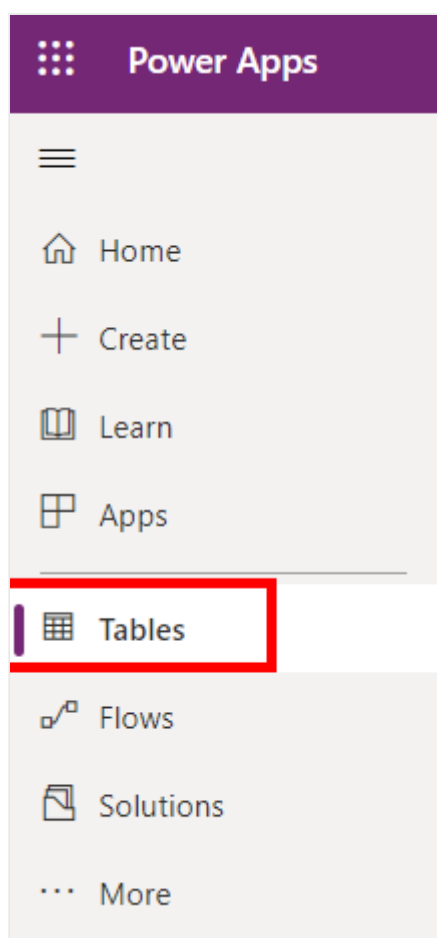 Power Apps
Home
Create
Learn
Apps
Tables
Flows
Solutions
More